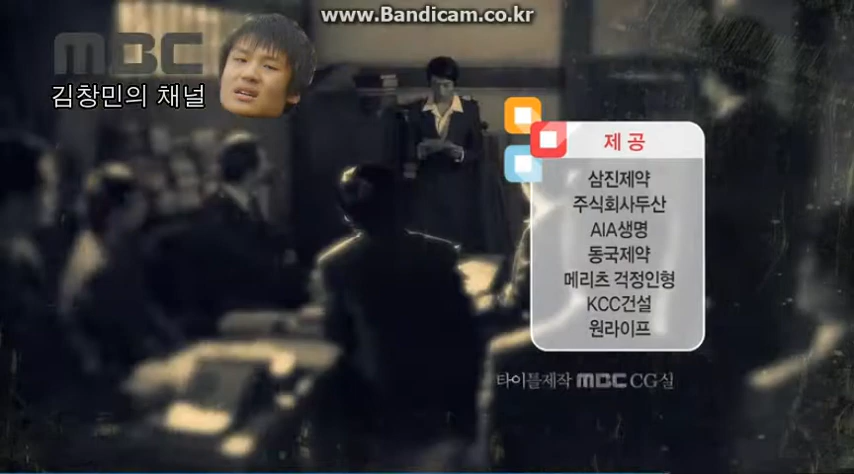 www.Bandicam.co.kr
MBC
김창민의 채널
제공
삼진제약
주식회사두산
AIA생명
동국제약
메리츠 걱정인형
KCC건설
원라이프
타이틀제작 MBC CG실